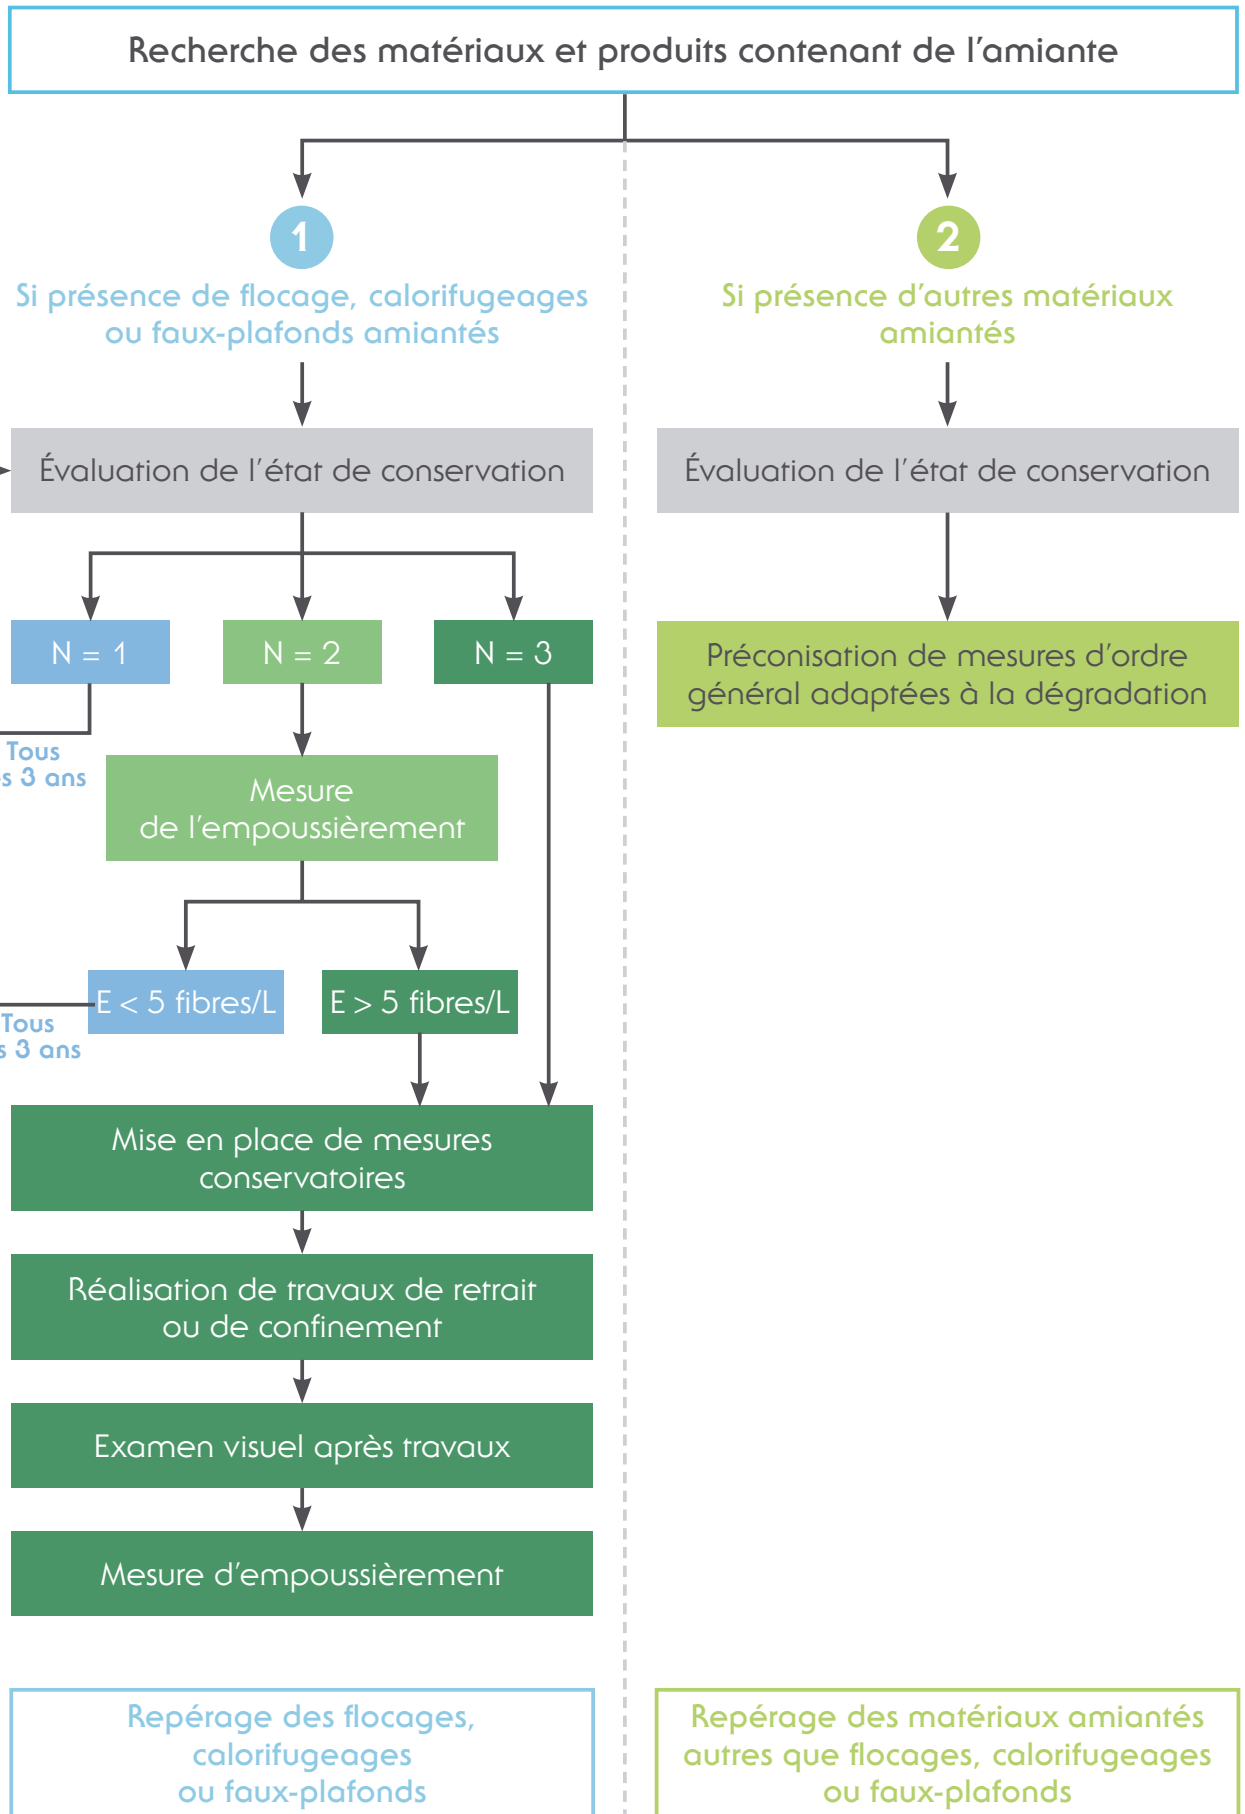 Recherche des matériaux et produits contenant de l'amiante
1
Si présence de flocage, calorifugeages
ou faux-plafonds amiantés
2
Si présence d'autres matériaux
amiantés
Évaluation de l'état de conservation
Évaluation de l'état de conservation
N = 1
N = 2
N = 3
Préconisation de mesures d'ordre
général adaptées à la dégradation
Tous
3 ans
Mesure
de l'empoussièrement
E < 5 fibres/L
E > 5 fibres/L
Tous
3 ans
Mise en place de mesures
conservatoires
Réalisation de travaux de retrait
ou de confinement
Examen visuel après travaux
Mesure d'empoussièrement
Repérage des flocages,
calorifugeages
ou faux-plafonds
Repérage des matériaux amiantés
autres que flocages, calorifugeages
ou faux-plafonds